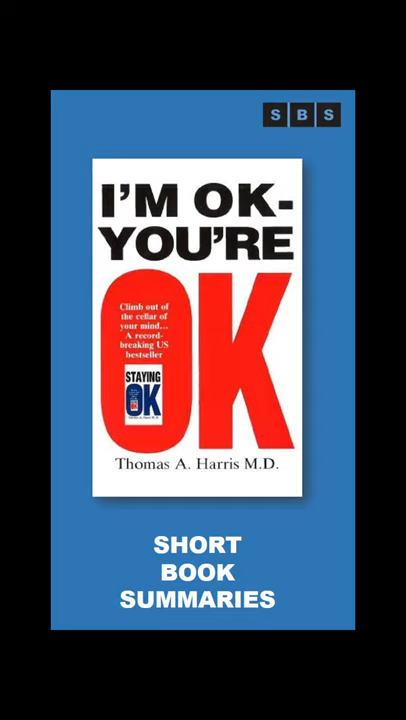 S B S
I'M OK-
YOU'RE
OK
Climb out of
the cellar of
your mind...
A record-
breaking US
bestseller
STAYING
OK
Thomas A. Harris M.D.
SHORT
BOOK
SUMMARIES